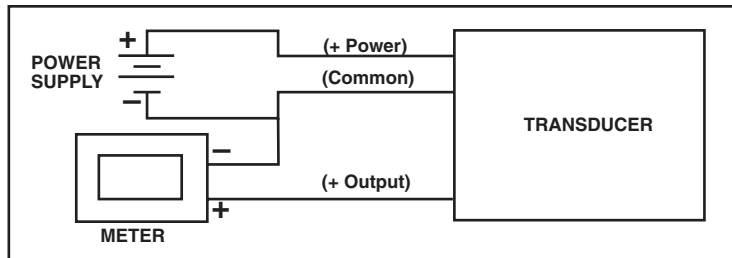 +
(+ Power)
POWER
SUPPLY
(Common)
−
TRANSDUCER
−
(+ Output)
+
METER